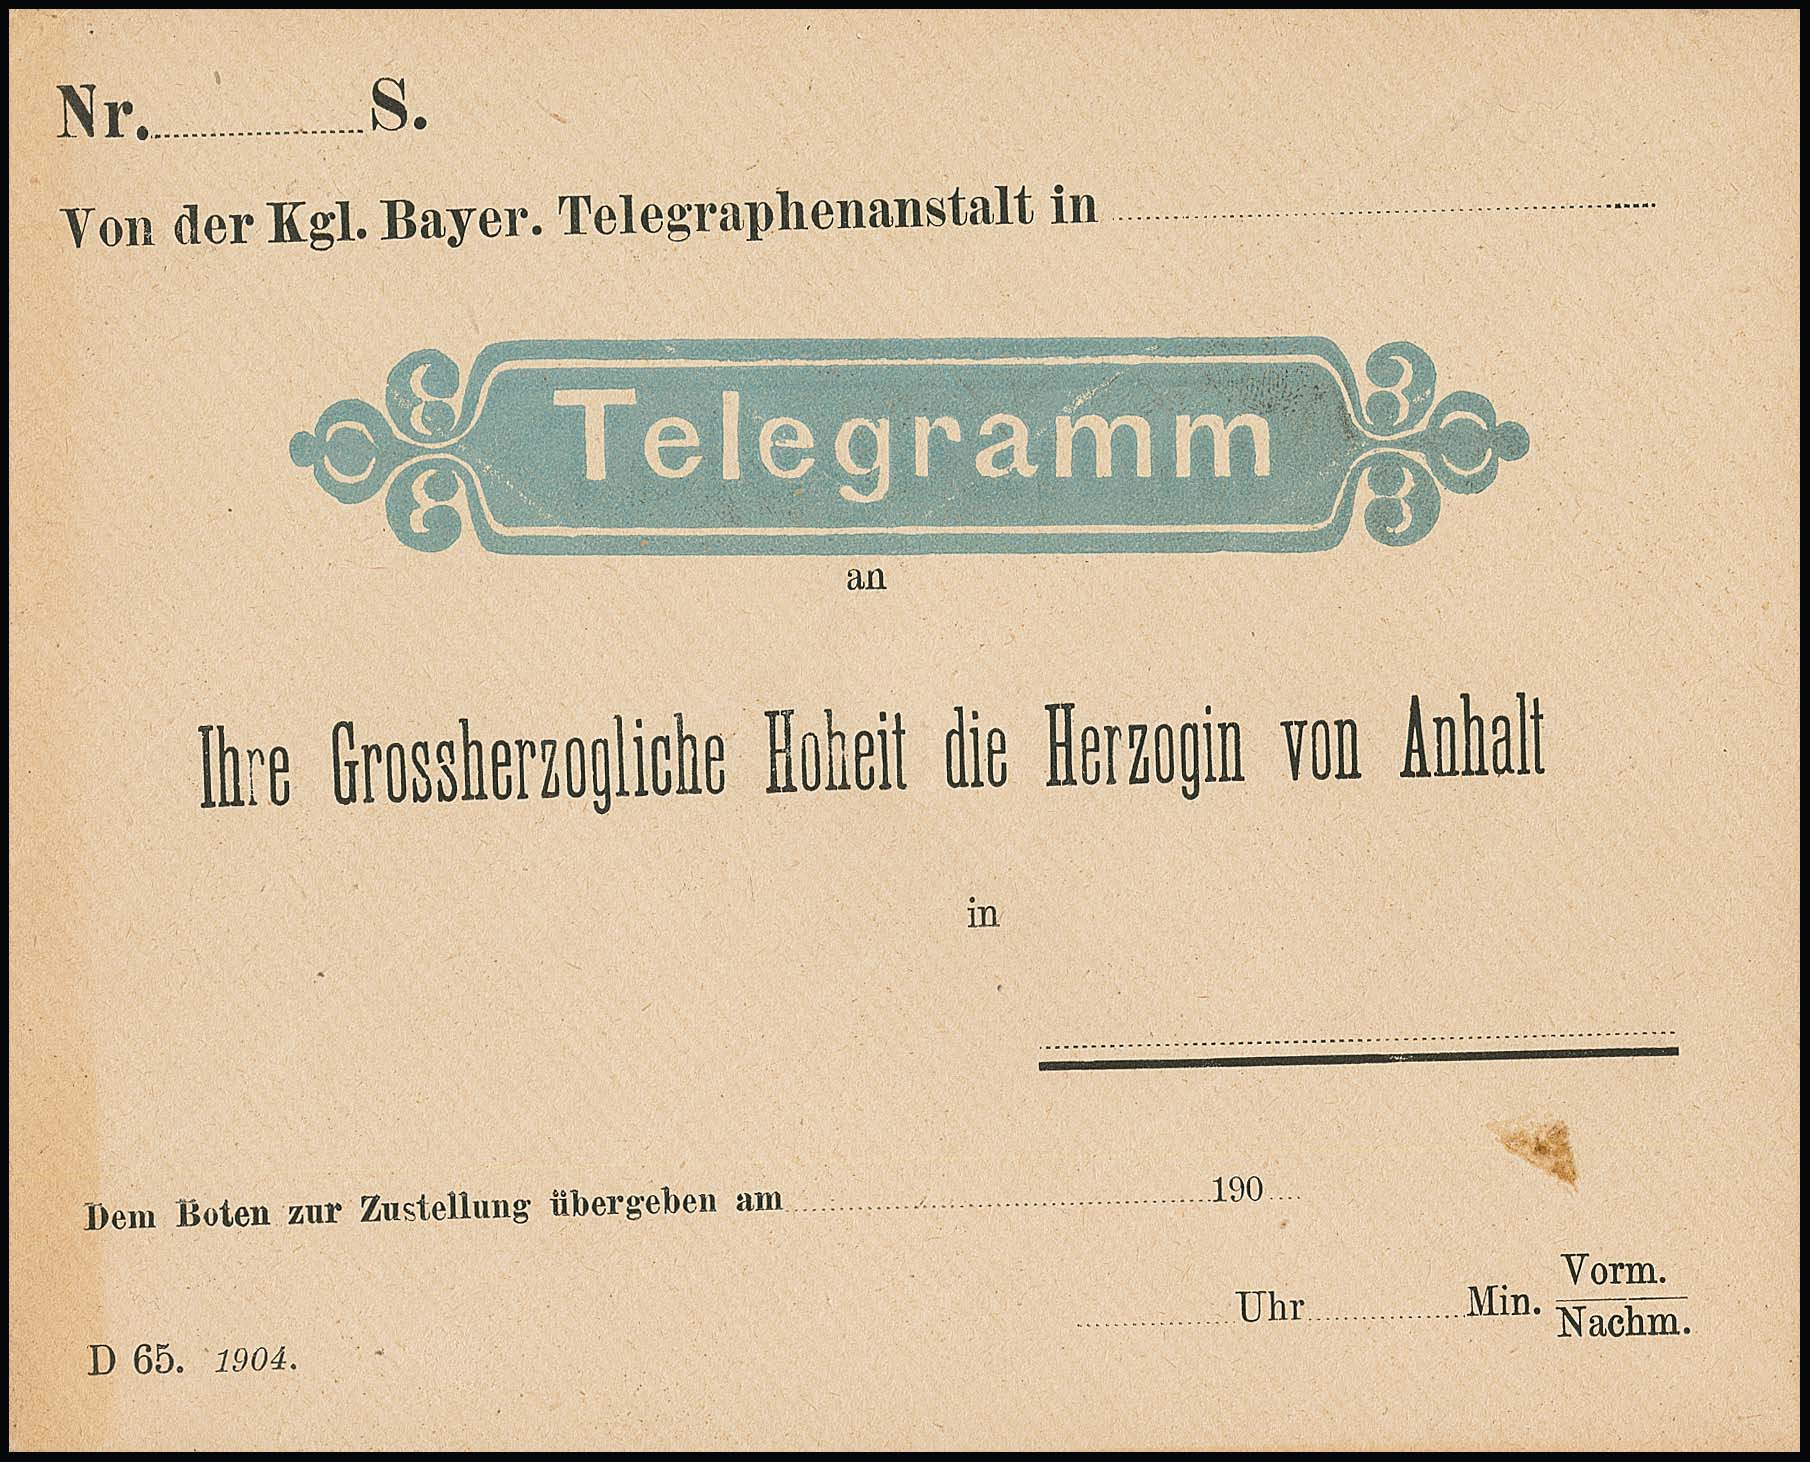 Nr. S.
Von der Kgl. Bayer. Telegraphenanstalt in
Telegramm
an
Ihre Grossherzogliche Hoheit die Herzogin von Anhalt
in
Dem Boten zur Zustellung übergeben am 190
Uhr Min. Vorm.
Nachm.
D 65. 1904.